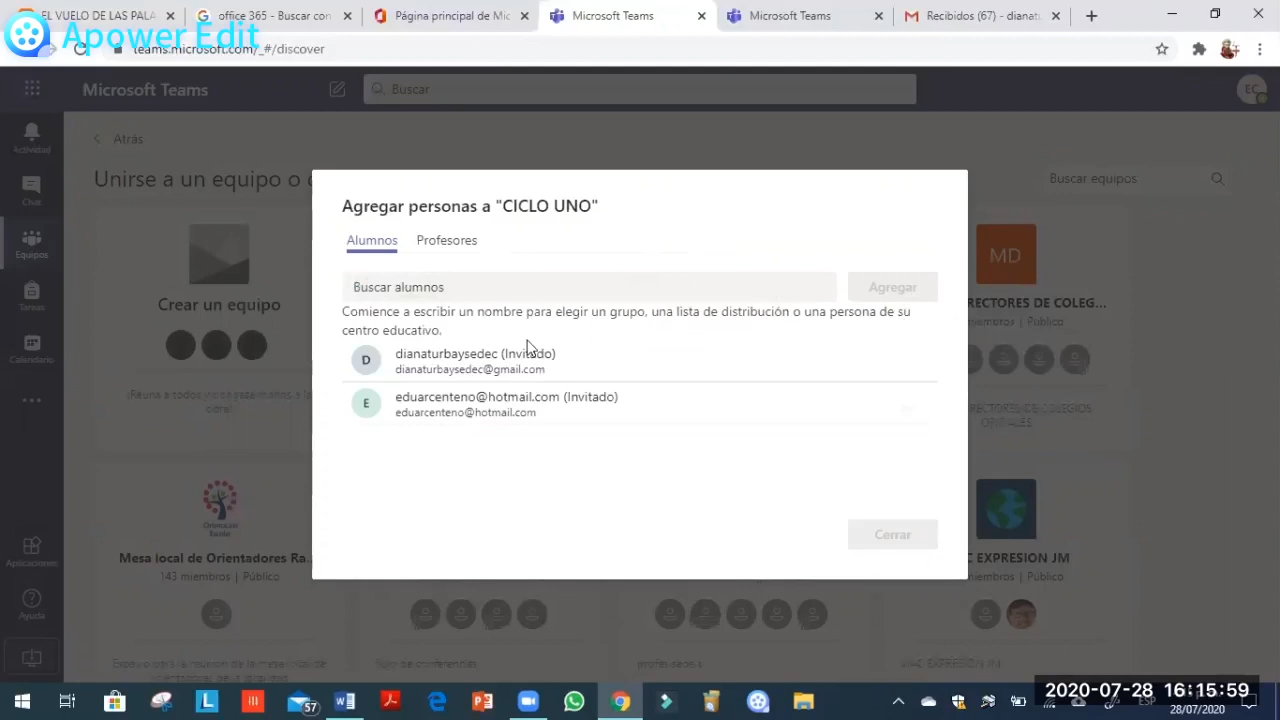 EL VUELO DE LAS PALA
office 365 - Buscar con
Página principal de Mic
Microsoft Teams
Microsoft Teams
Recibidos (67) - dianatu
Apower Edit
teams.microsoft.com/_#/discover
Microsoft Teams
Buscar
EC
Actividad
Chat
Equipos
Tareas
Calendario
Aplicaciones
Ayuda
Atrás
Unirse a un equipo o
Buscar equipos
Agregar personas a "CICLO UNO"
Alumnos Profesores
Buscar alumnos
Agregar
Comience a escribir un nombre para elegir un grupo, una lista de distribución o una persona de su
centro educativo.
D
dianaturbaysedec (Invitado)
dianaturbaysedec@gmail.com
E
eduarcenteno@hotmail.com (Invitado)
eduarcenteno@hotmail.com
Cerrar
Crear un equipo
MD
RECTORES DE COLEG...
miembros | Público
Mesa local de Orientadores Ra...
143 miembros | Público
C EXPRESION JM
miembros | Público
57
ESP
2020-07-28 16:15:59
28/07/2020